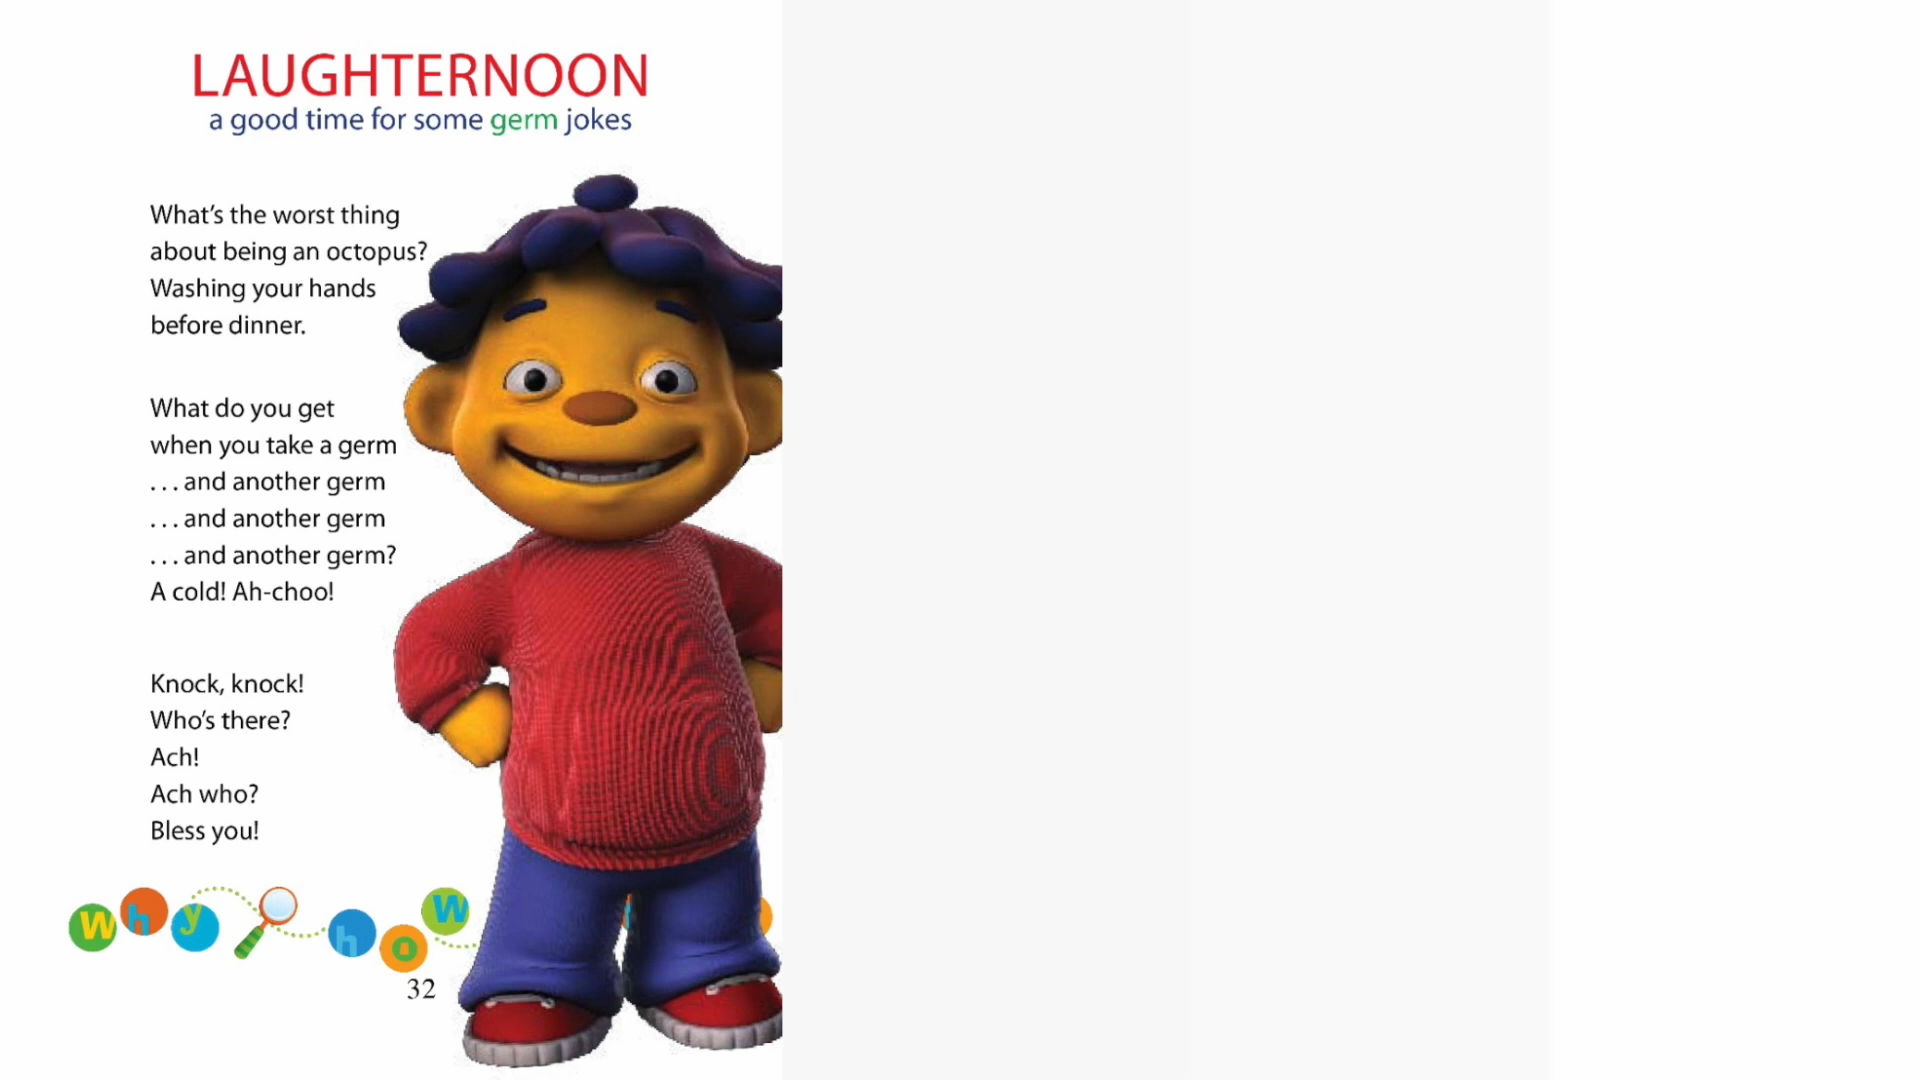 LAUGHTERNOON
a good time for some germ jokes
What's the worst thing
about being an octopus?
Washing your hands
before dinner.
What do you get
when you take a germ
. . . and another germ
. . . and another germ
. . . and another germ?
A cold! Ah-choo!
Knock, knock!
Who's there?
Ach!
Ach who?
Bless you!
why how
32